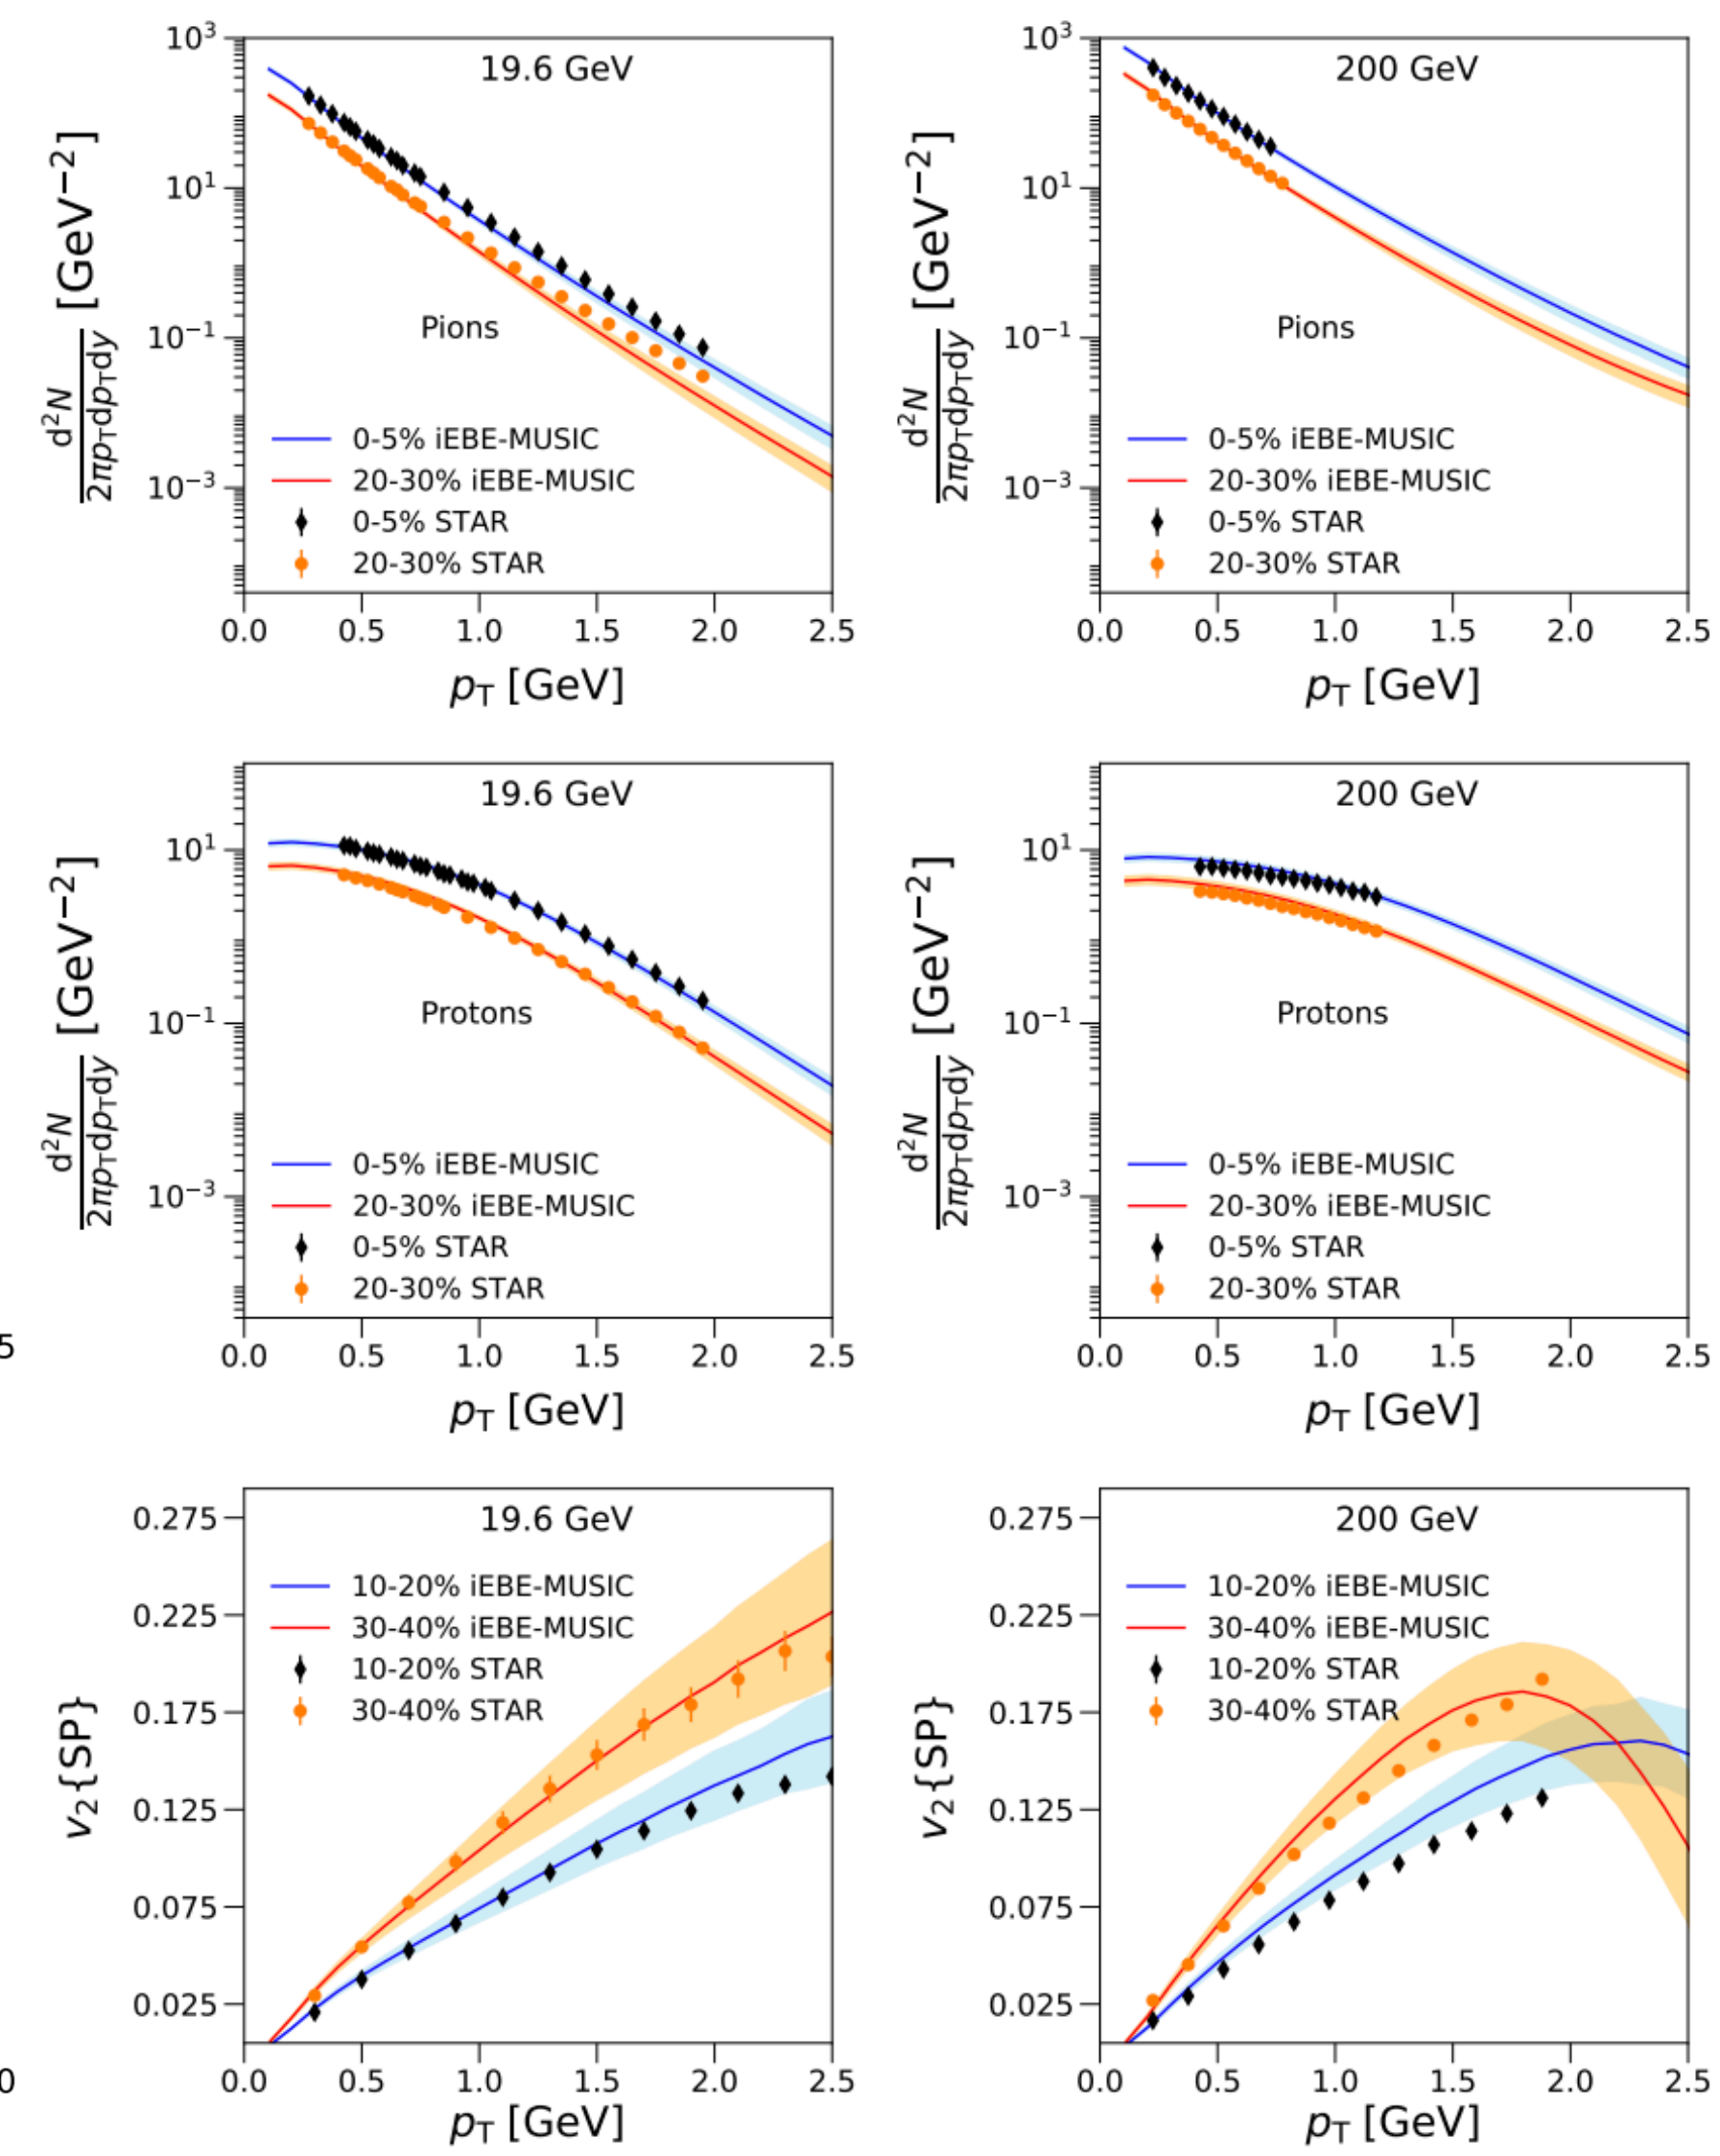 19.6 GeV
10³
10¹
10⁻¹
10⁻³
d²N / 2πp_Tdp_Tdy [GeV⁻²]
Pions
0-5% iEBE-MUSIC
20-30% iEBE-MUSIC
0-5% STAR
20-30% STAR
0.0 0.5 1.0 1.5 2.0 2.5
p_T [GeV]
200 GeV
10³
10¹
10⁻¹
10⁻³
d²N / 2πp_Tdp_Tdy [GeV⁻²]
Pions
0-5% iEBE-MUSIC
20-30% iEBE-MUSIC
0-5% STAR
20-30% STAR
0.0 0.5 1.0 1.5 2.0 2.5
p_T [GeV]
19.6 GeV
10¹
10⁻¹
10⁻³
d²N / 2πp_Tdp_Tdy [GeV⁻²]
Protons
0-5% iEBE-MUSIC
20-30% iEBE-MUSIC
0-5% STAR
20-30% STAR
5
0.0 0.5 1.0 1.5 2.0 2.5
p_T [GeV]
200 GeV
10¹
10⁻¹
10⁻³
d²N / 2πp_Tdp_Tdy [GeV⁻²]
Protons
0-5% iEBE-MUSIC
20-30% iEBE-MUSIC
0-5% STAR
20-30% STAR
0.0 0.5 1.0 1.5 2.0 2.5
p_T [GeV]
19.6 GeV
0.275
0.225
0.175
0.125
0.075
0.025
v₂{SP}
10-20% iEBE-MUSIC
30-40% iEBE-MUSIC
10-20% STAR
30-40% STAR
0
0.0 0.5 1.0 1.5 2.0 2.5
p_T [GeV]
200 GeV
0.275
0.225
0.175
0.125
0.075
0.025
v₂{SP}
10-20% iEBE-MUSIC
30-40% iEBE-MUSIC
10-20% STAR
30-40% STAR
0.0 0.5 1.0 1.5 2.0 2.5
p_T [GeV]